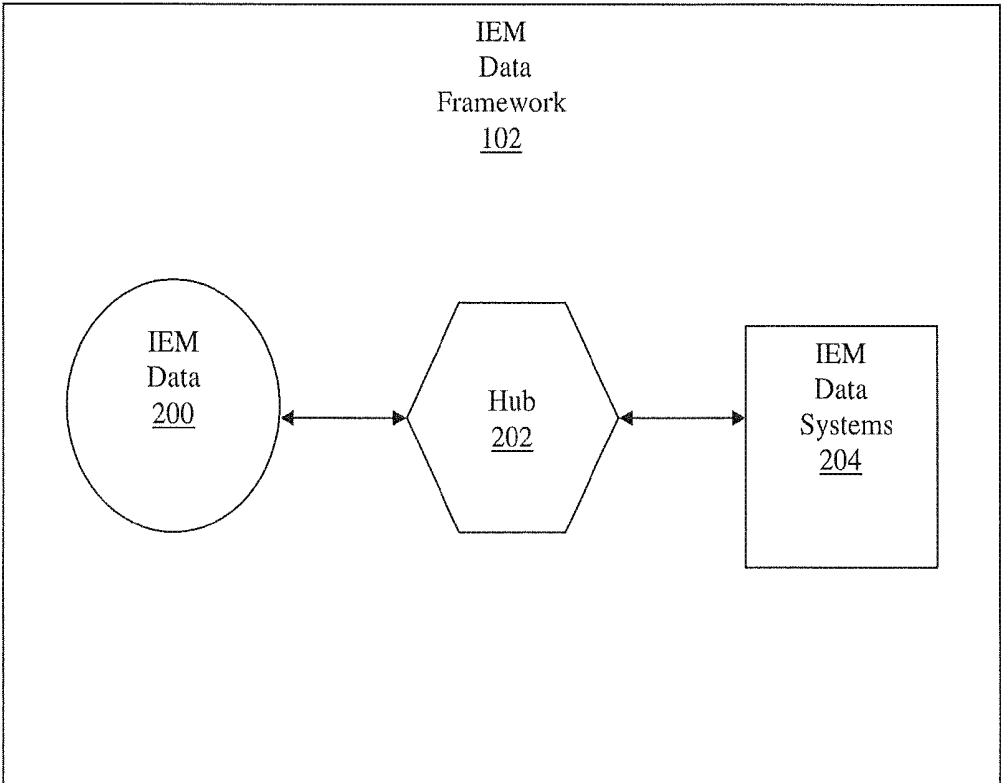 IEM
Data
Framework
102
IEM
Data
200
Hub
202
IEM
Data
Systems
204